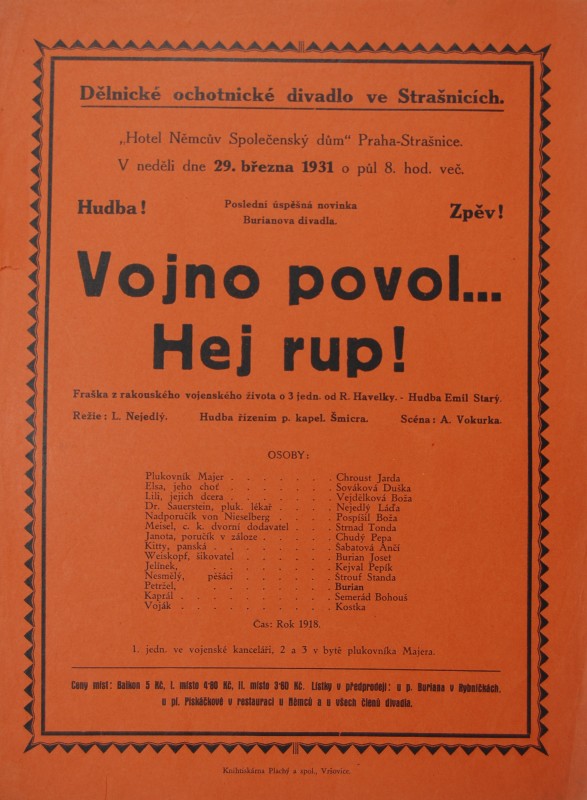 Dělnické ochotnické divadlo ve Strašnicích.
„Hotel Němcův Společenský dům" Praha-Strašnice.
V neděli dne 29. března 1931 o půl 8. hod. več.
Hudba! Poslední úspěšná novinka Zpěv!
Burianova divadla.
Vojno povol...
Hej rup!
Fraška z rakouského vojenského života o 3 jedn. od R. Havelky. - Hudba Emil Starý.
Režie: L. Nejedlý. Hudba řízením p. kapel. Šmicra. Scéna: A. Vokurka.
OSOBY:
Plukovník Majer . . . . . . . Chroust Jarda
Elsa, jeho choť . . . . . . . Sováková Duška
Lili, jejich dcera . . . . . . . Vejdělková Boža
Dr. Sauerstein, pluk. lékař . . . . Nejedlý Láďa
Nadporučík von Nieselberg . . . . Pospíšil Boža
Meisel, c. k. dvorní dodavatel . . . Strnad Tonda
Janota, poručík v záloze . . . . . Chudý Pepa
Kitty, panská . . . . . . . . Sabatová Ančí
Weiskopf, šikovatel . . . . . . Burian Josef
Jelínek, . . . . . . Kejval Pepík
Nesmělý, pěšáci . . . . . . Strouf Standa
Petržel, . . . . . . Burian
Kaprál . . . . . . . . . Semerád Bohouš
Voják . . . . . . . . . Kostka
Čas: Rok 1918.
1. jedn. ve vojenské kanceláři, 2 a 3 v bytě plukovníka Majera.
Ceny míst: Balkon 5 Kč, I. místo 4·80 Kč, II. místo 3·60 Kč. Lístky v předprodeji: u p. Buriana v Rybníčkách,
u pí. Piskáčkové v restauraci u Němců a u všech členů divadla.
Knihtiskárna Plachý a spol., Vršovice.